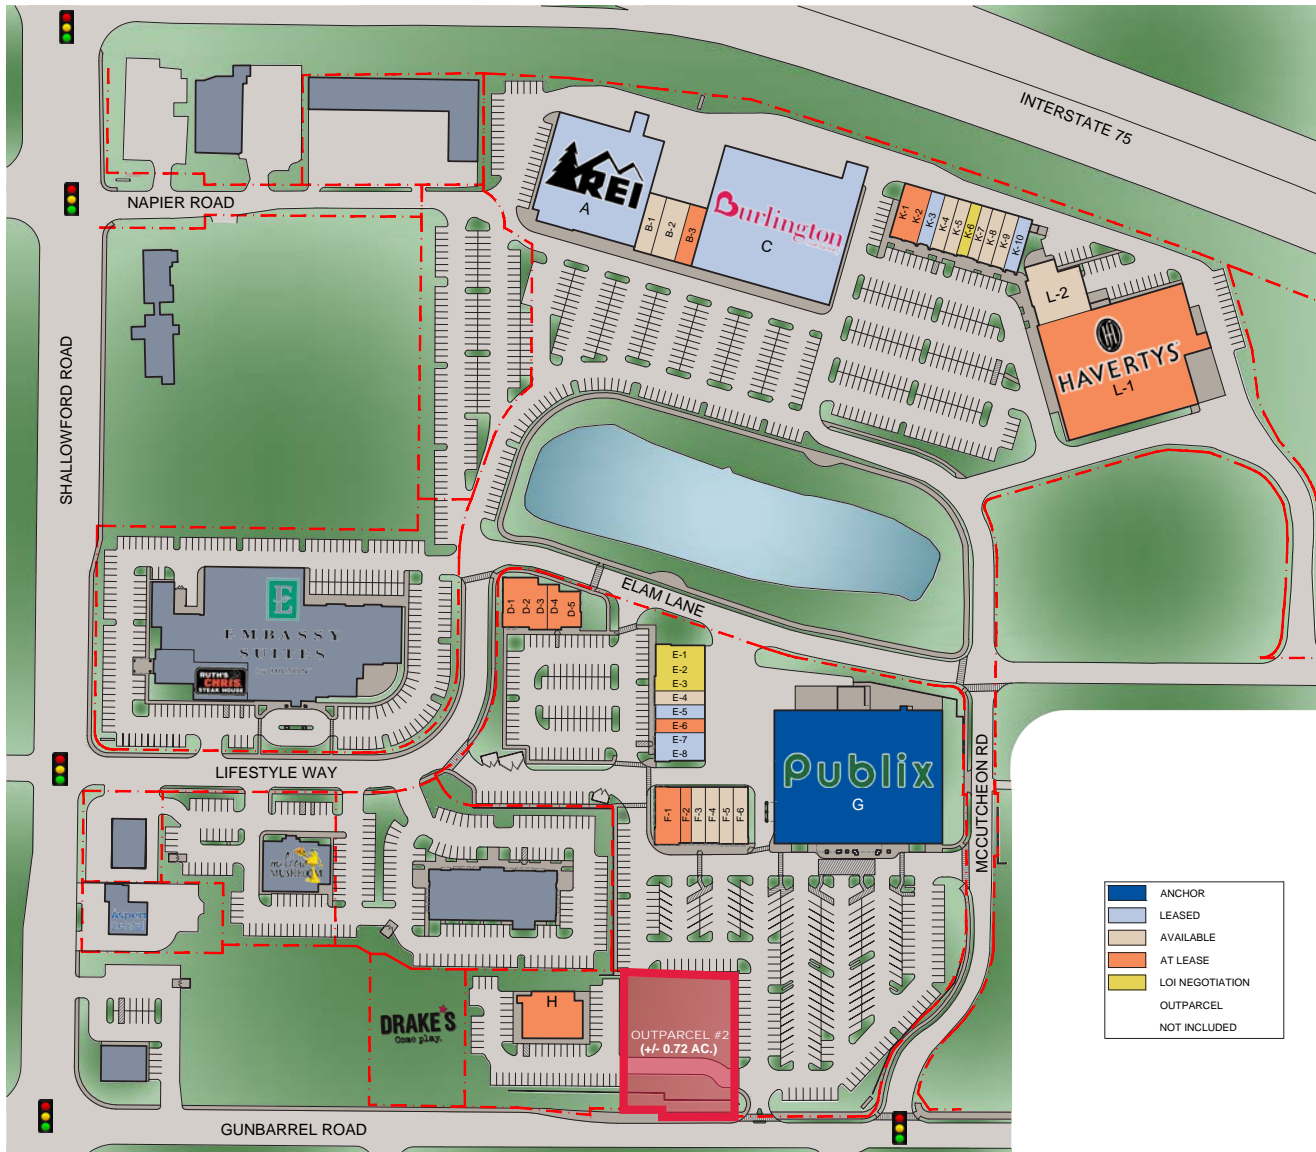 INTERSTATE 75
NAPIER ROAD
REI
A
B-1
B-2
B-3
Burlington
C
K-1
K-2
K-3
K-4
K-5
K-6
K-7
K-8
K-9
K-10
L-2
HAVERTYS
L-1
SHALLOWFORD ROAD
E
EMBASSY
SUITES
RUTH'S
CHRIS
STEAK HOUSE
ELAM LANE
D-1
D-2
D-3
D-4
D-5
E-1
E-2
E-3
E-4
E-5
E-6
E-7
E-8
Publix
G
F-1
F-2
F-3
F-4
F-5
F-6
MCCUTCHEON RD
LIFESTYLE WAY
MUSHROOM
Aspen
DRAKE'S
Come play.
H
OUTPARCEL #2
(+/- 0.72 AC.)
GUNBARREL ROAD
ANCHOR
LEASED
AVAILABLE
AT LEASE
LOI NEGOTIATION
OUTPARCEL
NOT INCLUDED